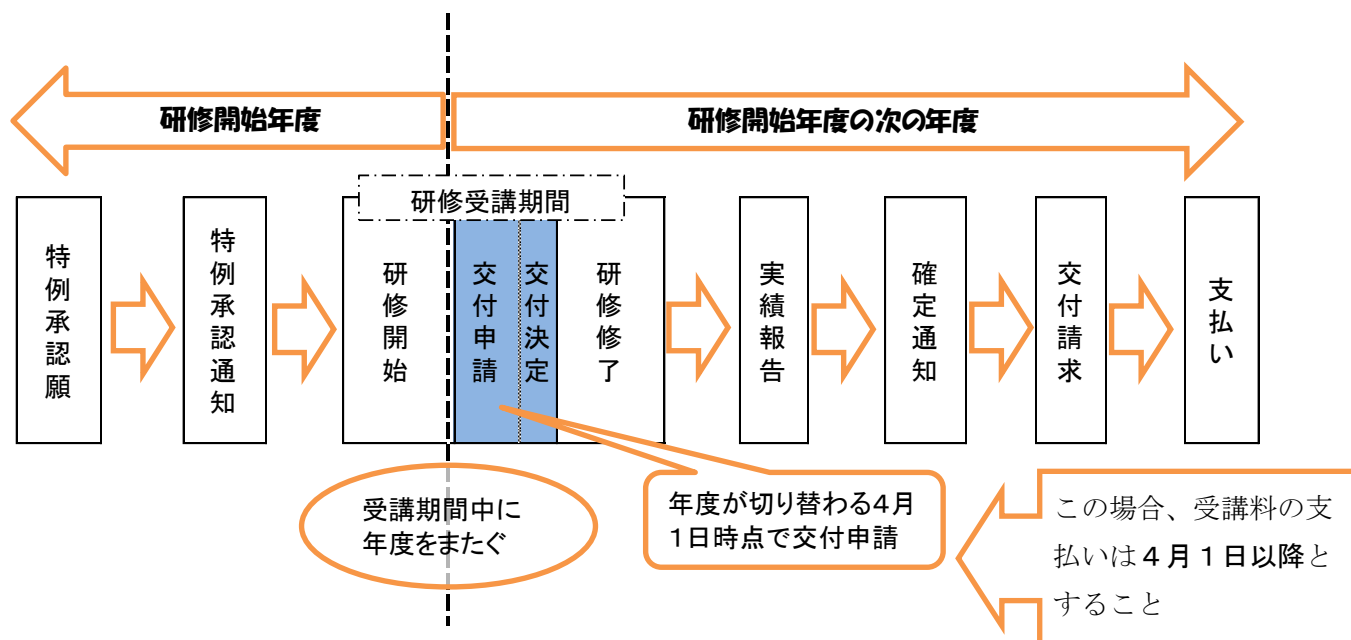 研修開始年度
研修開始年度の次の年度
研修受講期間
特例承認願
特例承認通知
研修開始
交付申請
交付決定
研修修了
実績報告
確定通知
交付請求
支払い
受講期間中に
年度をまたぐ
年度が切り替わる4月
1日時点で交付申請
この場合、受講料の支
払いは４月１日以降と
すること